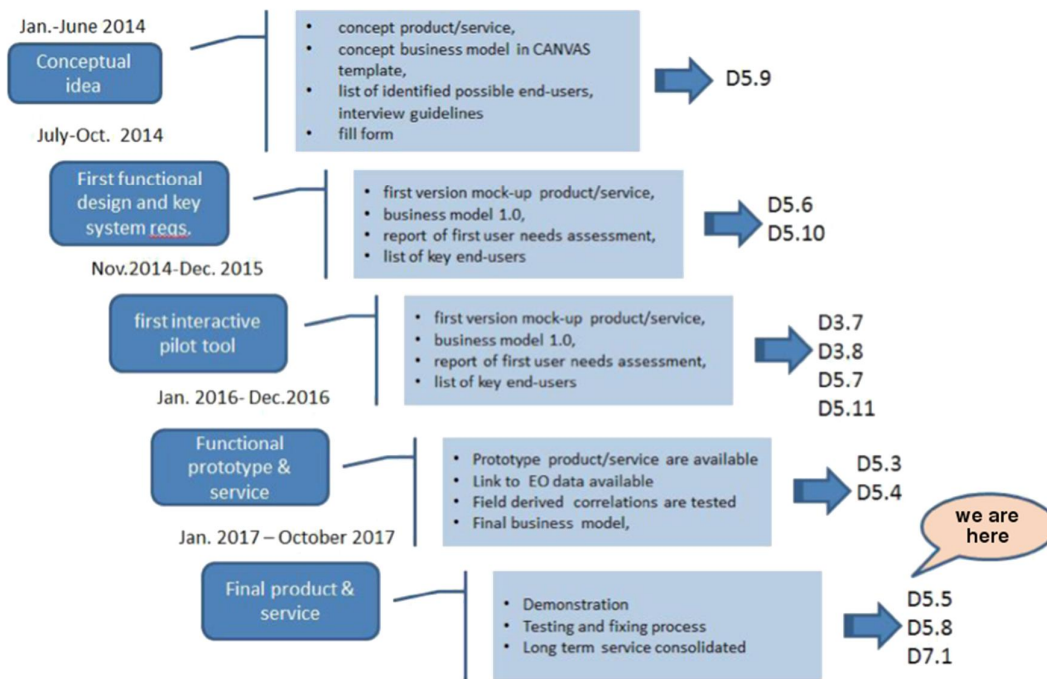 Jan.-June 2014
Conceptual
idea
• concept product/service,
• concept business model in CANVAS
template,
• list of identified possible end-users,
interview guidelines
• fill form
D5.9
July-Oct. 2014
First functional
design and key
system reqs.
• first version mock-up product/service,
• business model 1.0,
• report of first user needs assessment,
• list of key end-users
D5.6
D5.10
Nov.2014-Dec. 2015
first interactive
pilot tool
• first version mock-up product/service,
• business model 1.0,
• report of first user needs assessment,
• list of key end-users
D3.7
D3.8
D5.7
D5.11
Jan. 2016- Dec.2016
Functional
prototype &
service
• Prototype product/service are available
• Link to EO data available
• Field derived correlations are tested
• Final business model,
D5.3
D5.4
we are
here
Jan. 2017 – October 2017
Final product &
service
• Demonstration
• Testing and fixing process
• Long term service consolidated
D5.5
D5.8
D7.1